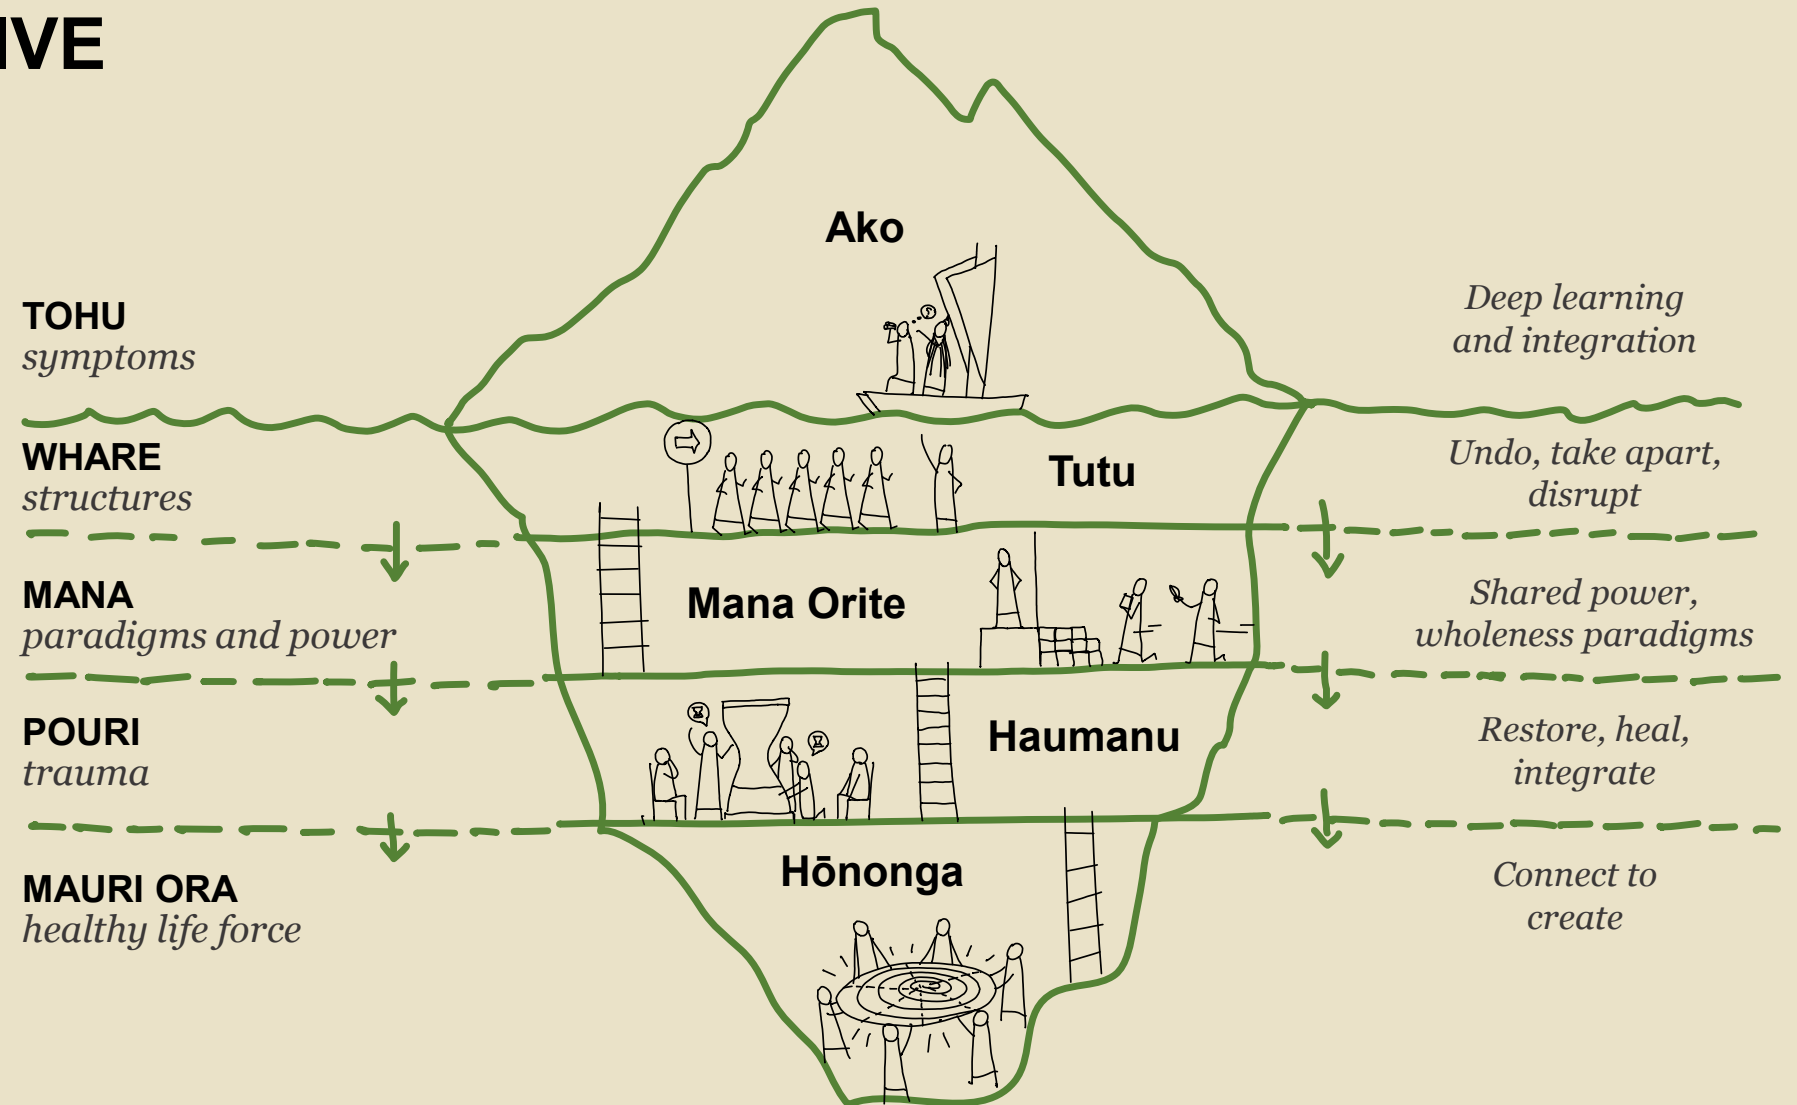 IVE
Ako
TOHU
symptoms
Deep learning
and integration
WHARE
structures
Tutu
Undo, take apart,
disrupt
MANA
paradigms and power
Mana Orite
Shared power,
wholeness paradigms
POURI
trauma
Haumanu
Restore, heal,
integrate
MAURI ORA
healthy life force
Hōnonga
Connect to
create